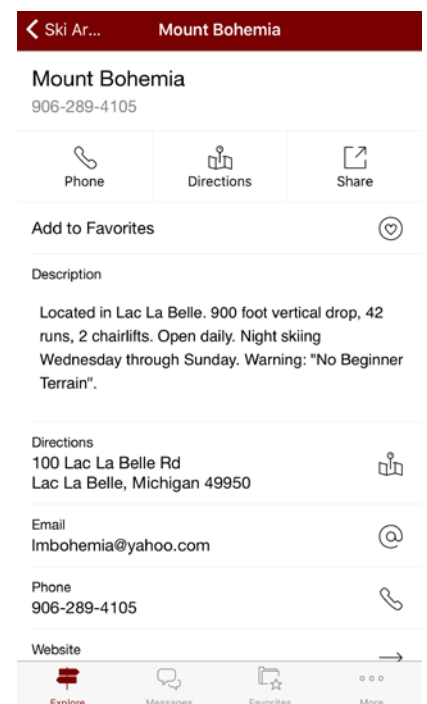 Ski Ar... Mount Bohemia
Mount Bohemia
906-289-4105
Phone Directions Share
Add to Favorites
Description
Located in Lac La Belle. 900 foot vertical drop, 42
runs, 2 chairlifts. Open daily. Night skiing
Wednesday through Sunday. Warning: "No Beginner
Terrain".
Directions
100 Lac La Belle Rd
Lac La Belle, Michigan 49950
Email
lmbohemia@yahoo.com
Phone
906-289-4105
Website
Explore Messages Favorites More